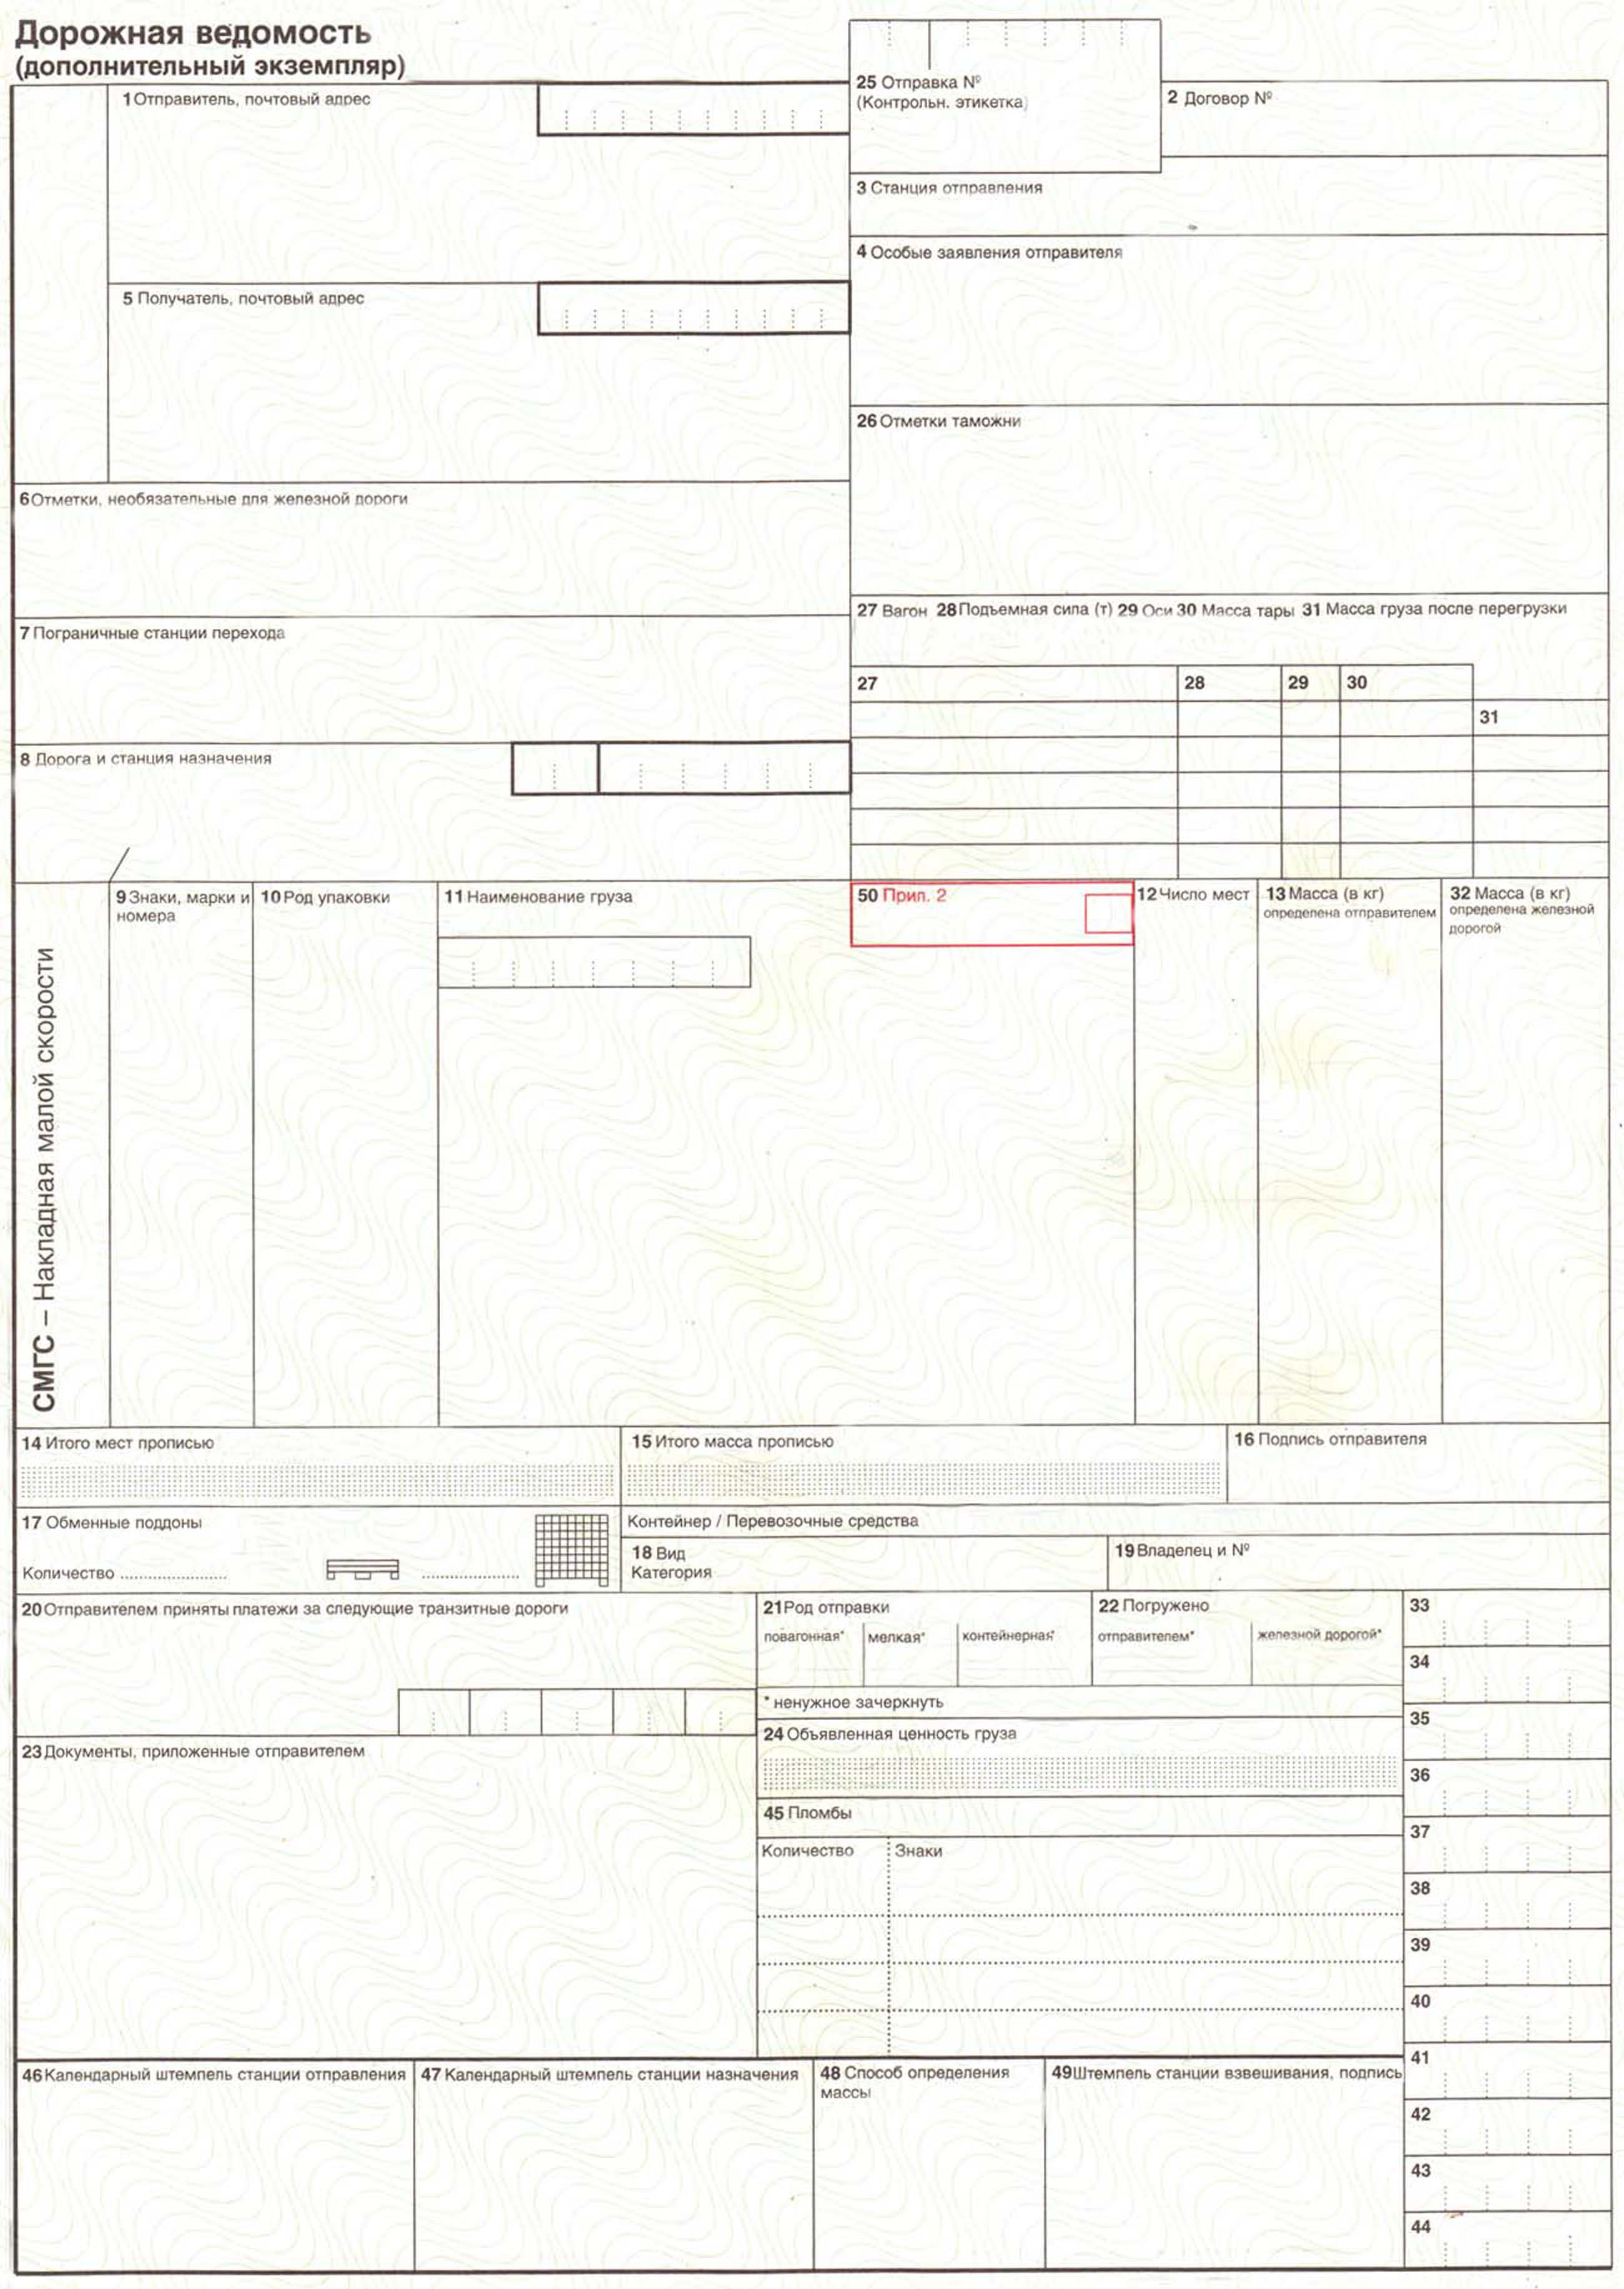 Дорожная ведомость
(дополнительный экземпляр)
25 Отправка №
(Контрольн. этикетка)
2 Договор №
1 Отправитель, почтовый адрес
3 Станция отправления
4 Особые заявления отправителя
5 Получатель, почтовый адрес
26 Отметки таможни
6 Отметки, необязательные для железной дороги
27 Вагон 28 Подъемная сила (т) 29 Оси 30 Масса тары 31 Масса груза после перегрузки
7 Пограничные станции перехода
27
28
29
30
31
8 Дорога и станция назначения
СМГС – Накладная малой скорости
9 Знаки, марки и
номера
10 Род упаковки
11 Наименование груза
50 Прил. 2
12 Число мест
13 Масса (в кг)
определена отправителем
32 Масса (в кг)
определена железной
дорогой
14 Итого мест прописью
15 Итого масса прописью
16 Подпись отправителя
17 Обменные поддоны
Количество
Контейнер / Перевозочные средства
18 Вид
Категория
19 Владелец и №
20 Отправителем приняты платежи за следующие транзитные дороги
21 Род отправки
повагонная*
мелкая*
контейнерная*
22 Погружено
отправителем*
железной дорогой*
* ненужное зачеркнуть
23 Документы, приложенные отправителем
24 Объявленная ценность груза
45 Пломбы
Количество
Знаки
33
34
35
36
37
38
39
40
41
42
43
44
46 Календарный штемпель станции отправления
47 Календарный штемпель станции назначения
48 Способ определения
массы
49 Штемпель станции взвешивания, подпись